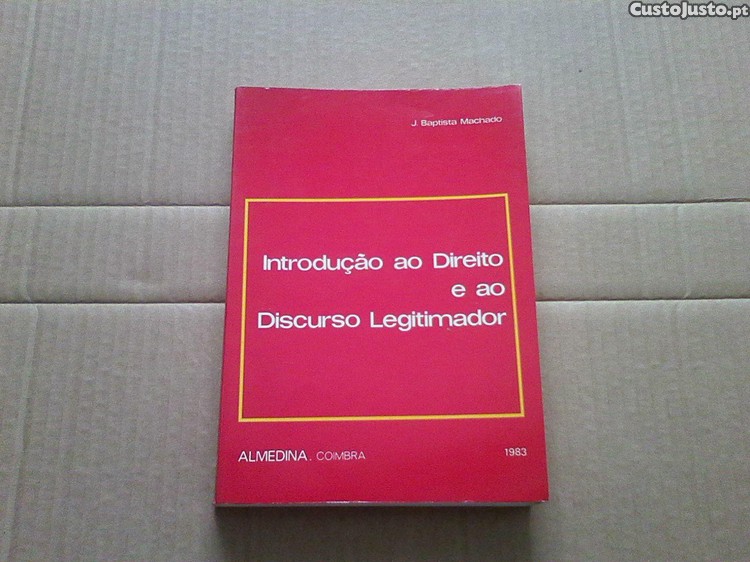 CustoJusto.pt
J. Baptista Machado
Introdução ao Direito
e ao
Discurso Legitimador
ALMEDINA. COIMBRA
1983